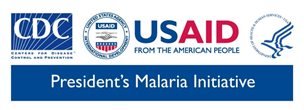 CDC
CENTERS FOR DISEASE
CONTROL AND PREVENTION
USAID
FROM THE AMERICAN PEOPLE
President's Malaria Initiative